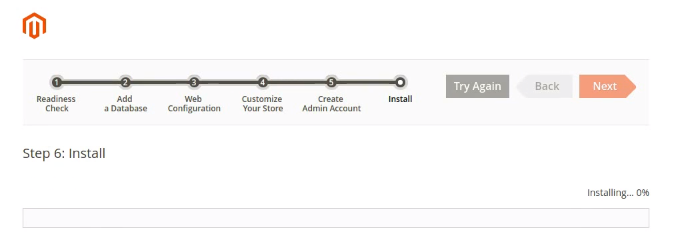 1 2 3 4 5
Readiness Check
Add a Database
Web Configuration
Customize Your Store
Create Admin Account
Install
Try Again
Back
Next
Step 6: Install
Installing... 0%